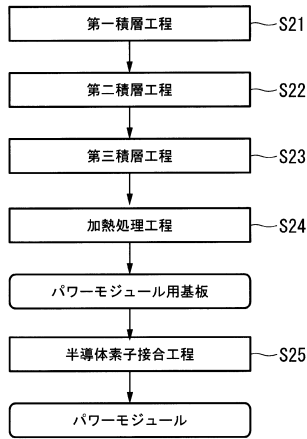 第一積層工程 S21
第二積層工程 S22
第三積層工程 S23
加熱処理工程 S24
パワーモジュール用基板
半導体素子接合工程 S25
パワーモジュール